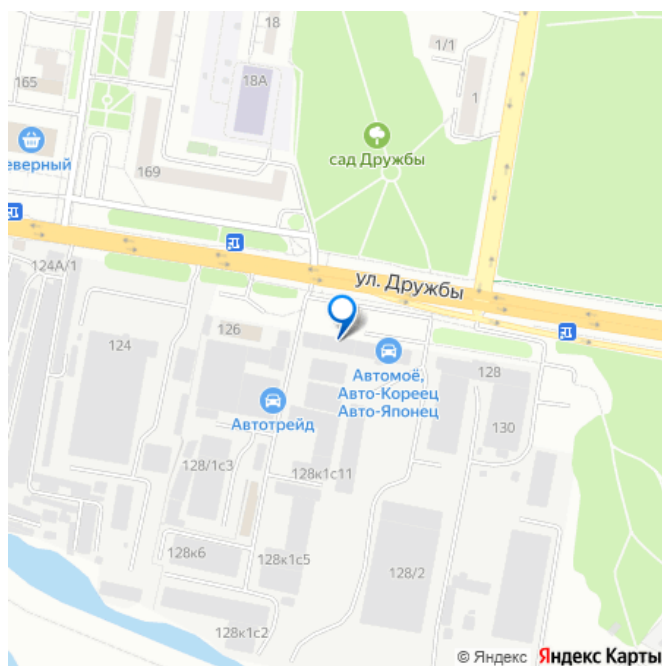 18
1/1
165
18А
1
еверный
169
сад Дружбы
124А/1
ул. Дружбы
126
124
Автомоё,
Авто-Кореец
Авто-Японец
128
Автотрейд
130
128/1с3
128к1с11
128к6
128к1с5
128/2
128к1с2
© Яндекс Яндекс Карты